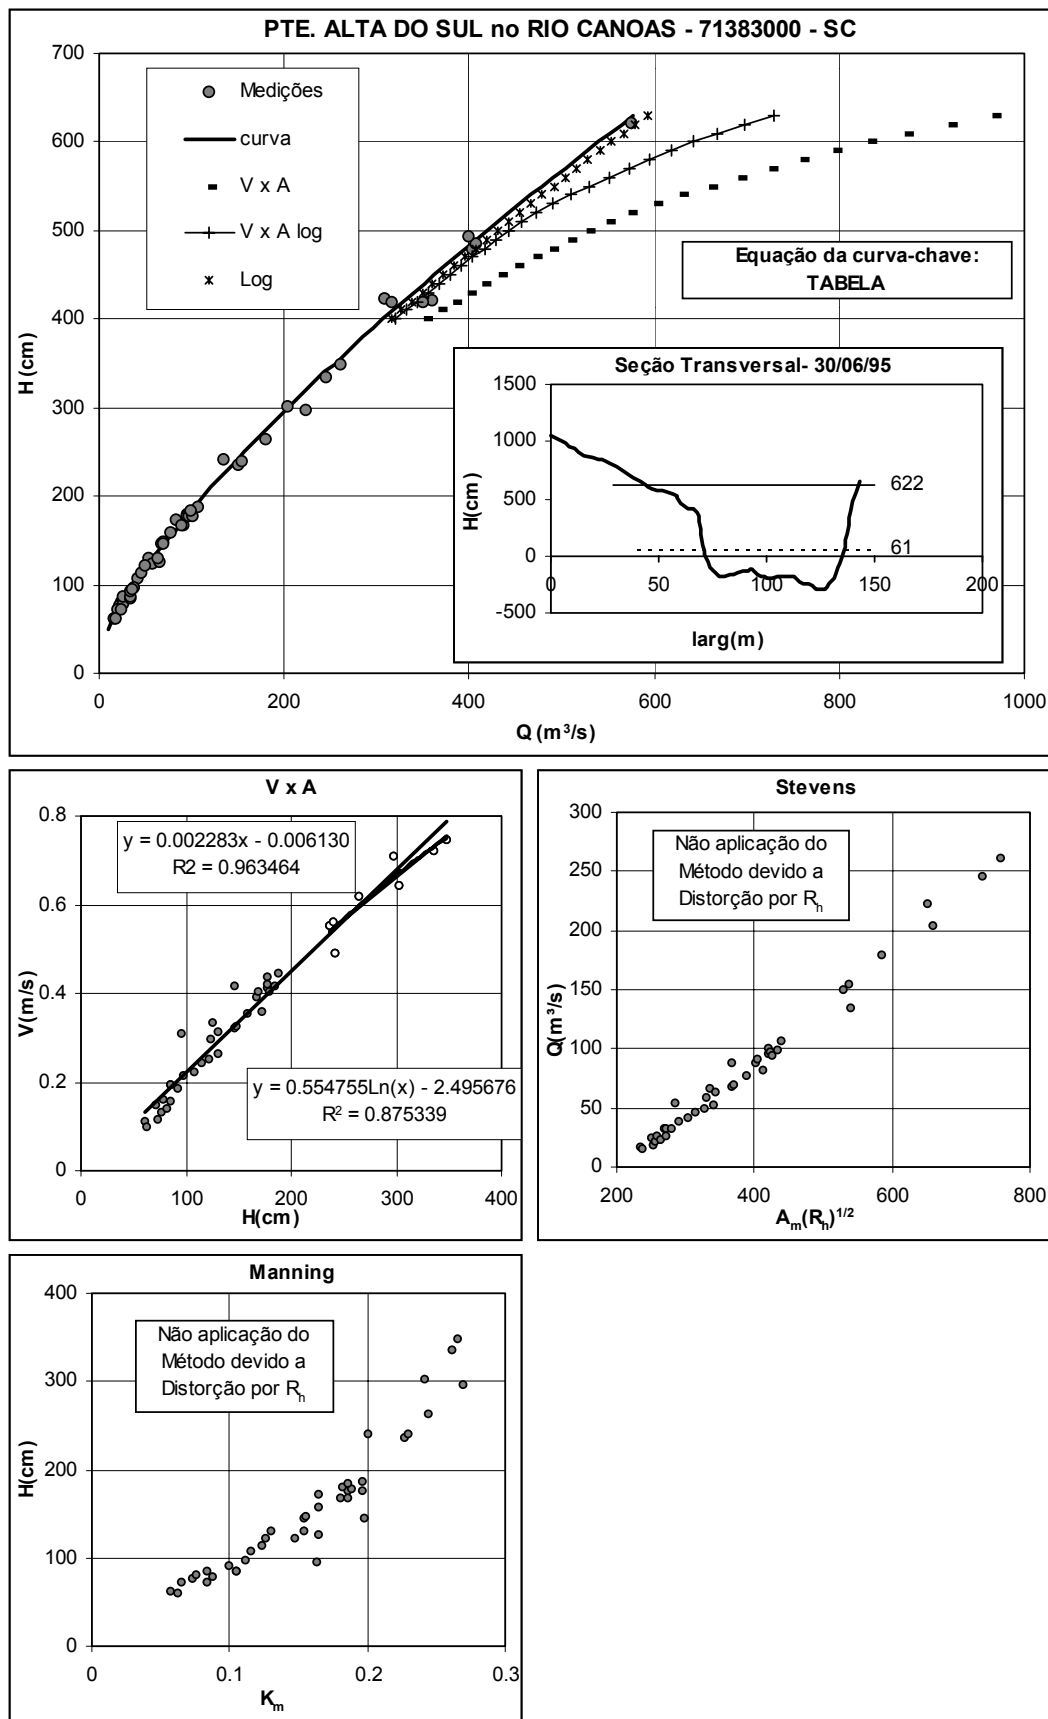 PTE. ALTA DO SUL no RIO CANOAS - 71383000 - SC
700
600
500
400
300
200
100
0
H (cm)
Medições
curva
V x A
V x A log
Log
Equação da curva-chave:
TABELA
Seção Transversal- 30/06/95
1500
1000
500
0
-500
H(cm)
622
61
0
50
100
150
200
larg(m)
0
200
400
600
800
1000
Q (m³/s)
V x A
0.8
0.6
0.4
0.2
0
V(m/s)
y = 0.002283x - 0.006130
R2 = 0.963464
y = 0.554755Ln(x) - 2.495676
R² = 0.875339
0
100
200
300
400
H(cm)
Stevens
300
250
200
150
100
50
0
Q(m³/s)
Não aplicação do
Método devido a
Distorção por Rₕ
200
400
600
800
Aₘ(Rₕ)¹ᐟ²
Manning
400
300
200
100
0
H(cm)
Não aplicação do
Método devido a
Distorção por Rₕ
0
0.1
0.2
0.3
Kₘ